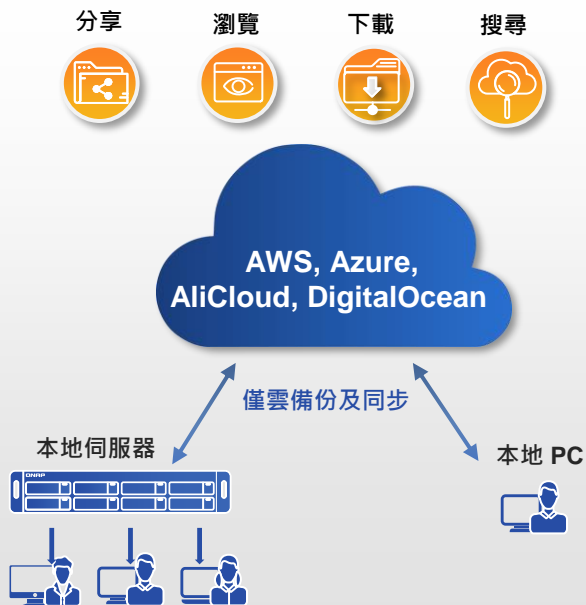 分享
瀏覽
下載
搜尋
AWS, Azure,
AliCloud, DigitalOcean
僅雲備份及同步
本地伺服器
本地 PC
QNAP